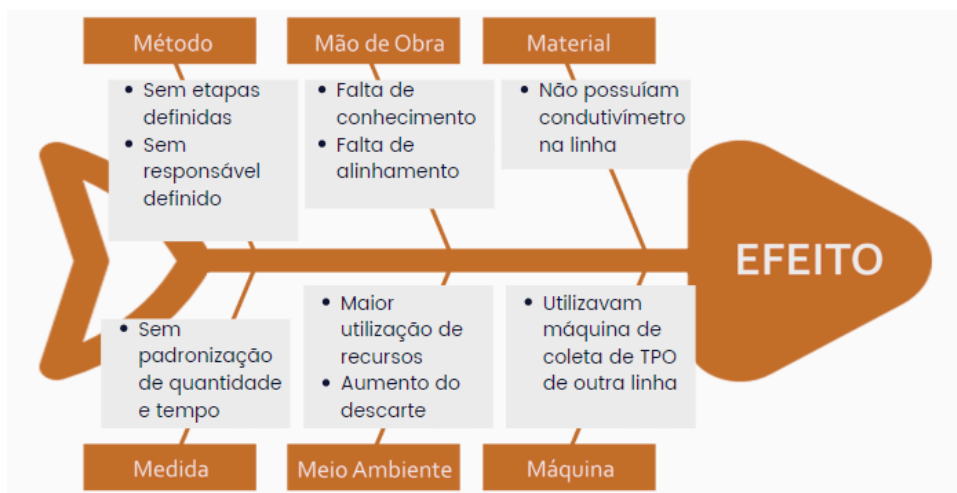 Método
Mão de Obra
Material
• Sem etapas
definidas
• Sem
responsável
definido
• Falta de
conhecimento
• Falta de
alinhamento
• Não possuíam
condutivímetro
na linha
EFEITO
• Sem
padronização
de quantidade
e tempo
• Maior
utilização de
recursos
• Aumento do
descarte
• Utilizavam
máquina de
coleta de TPO
de outra linha
Medida
Meio Ambiente
Máquina